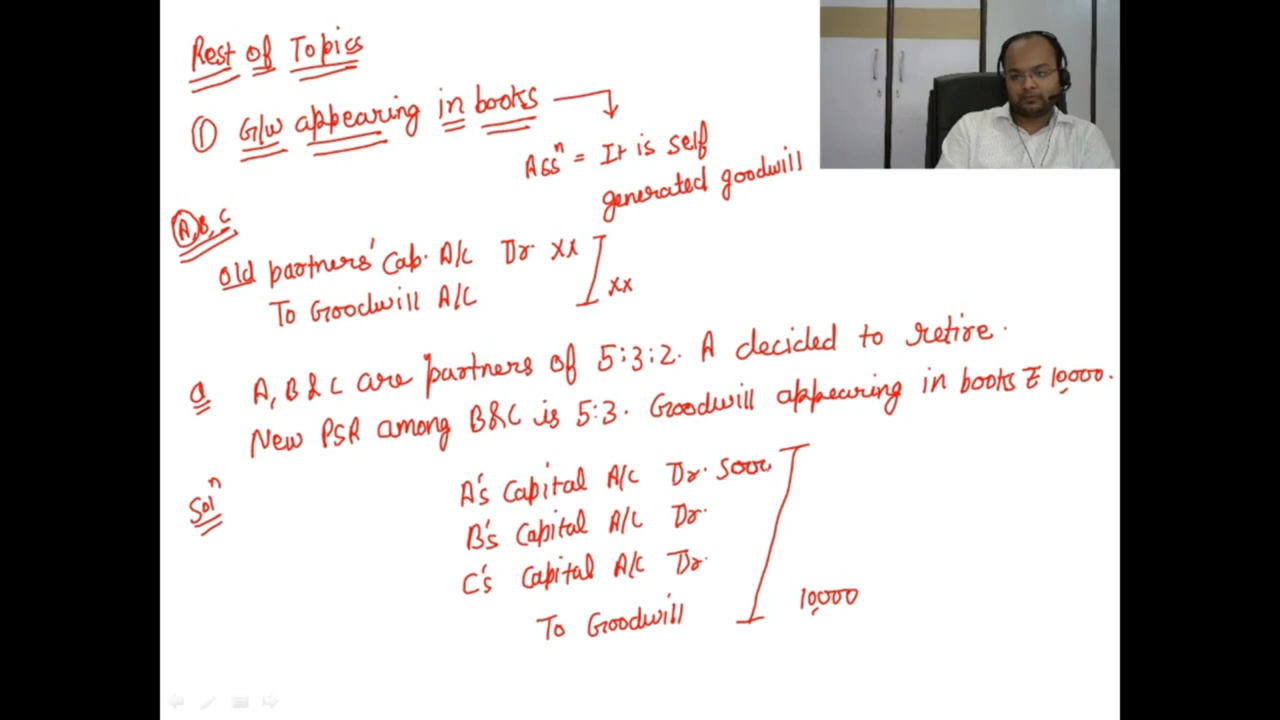 Rest of Topics
① G/w appearing in books
Assⁿ = It is self
generated goodwill
A, B, C
Old partners' Cap. A/c Dr xx
To Goodwill A/c xx
Q A, B & C are partners of 5:3:2. A decided to retire.
New PSR among B&C is 5:3. Goodwill appearing in books ₹ 10,000.
Solⁿ
A's Capital A/c Dr. 5000
B's Capital A/c Dr.
C's Capital A/c Dr.
To Goodwill 10,000